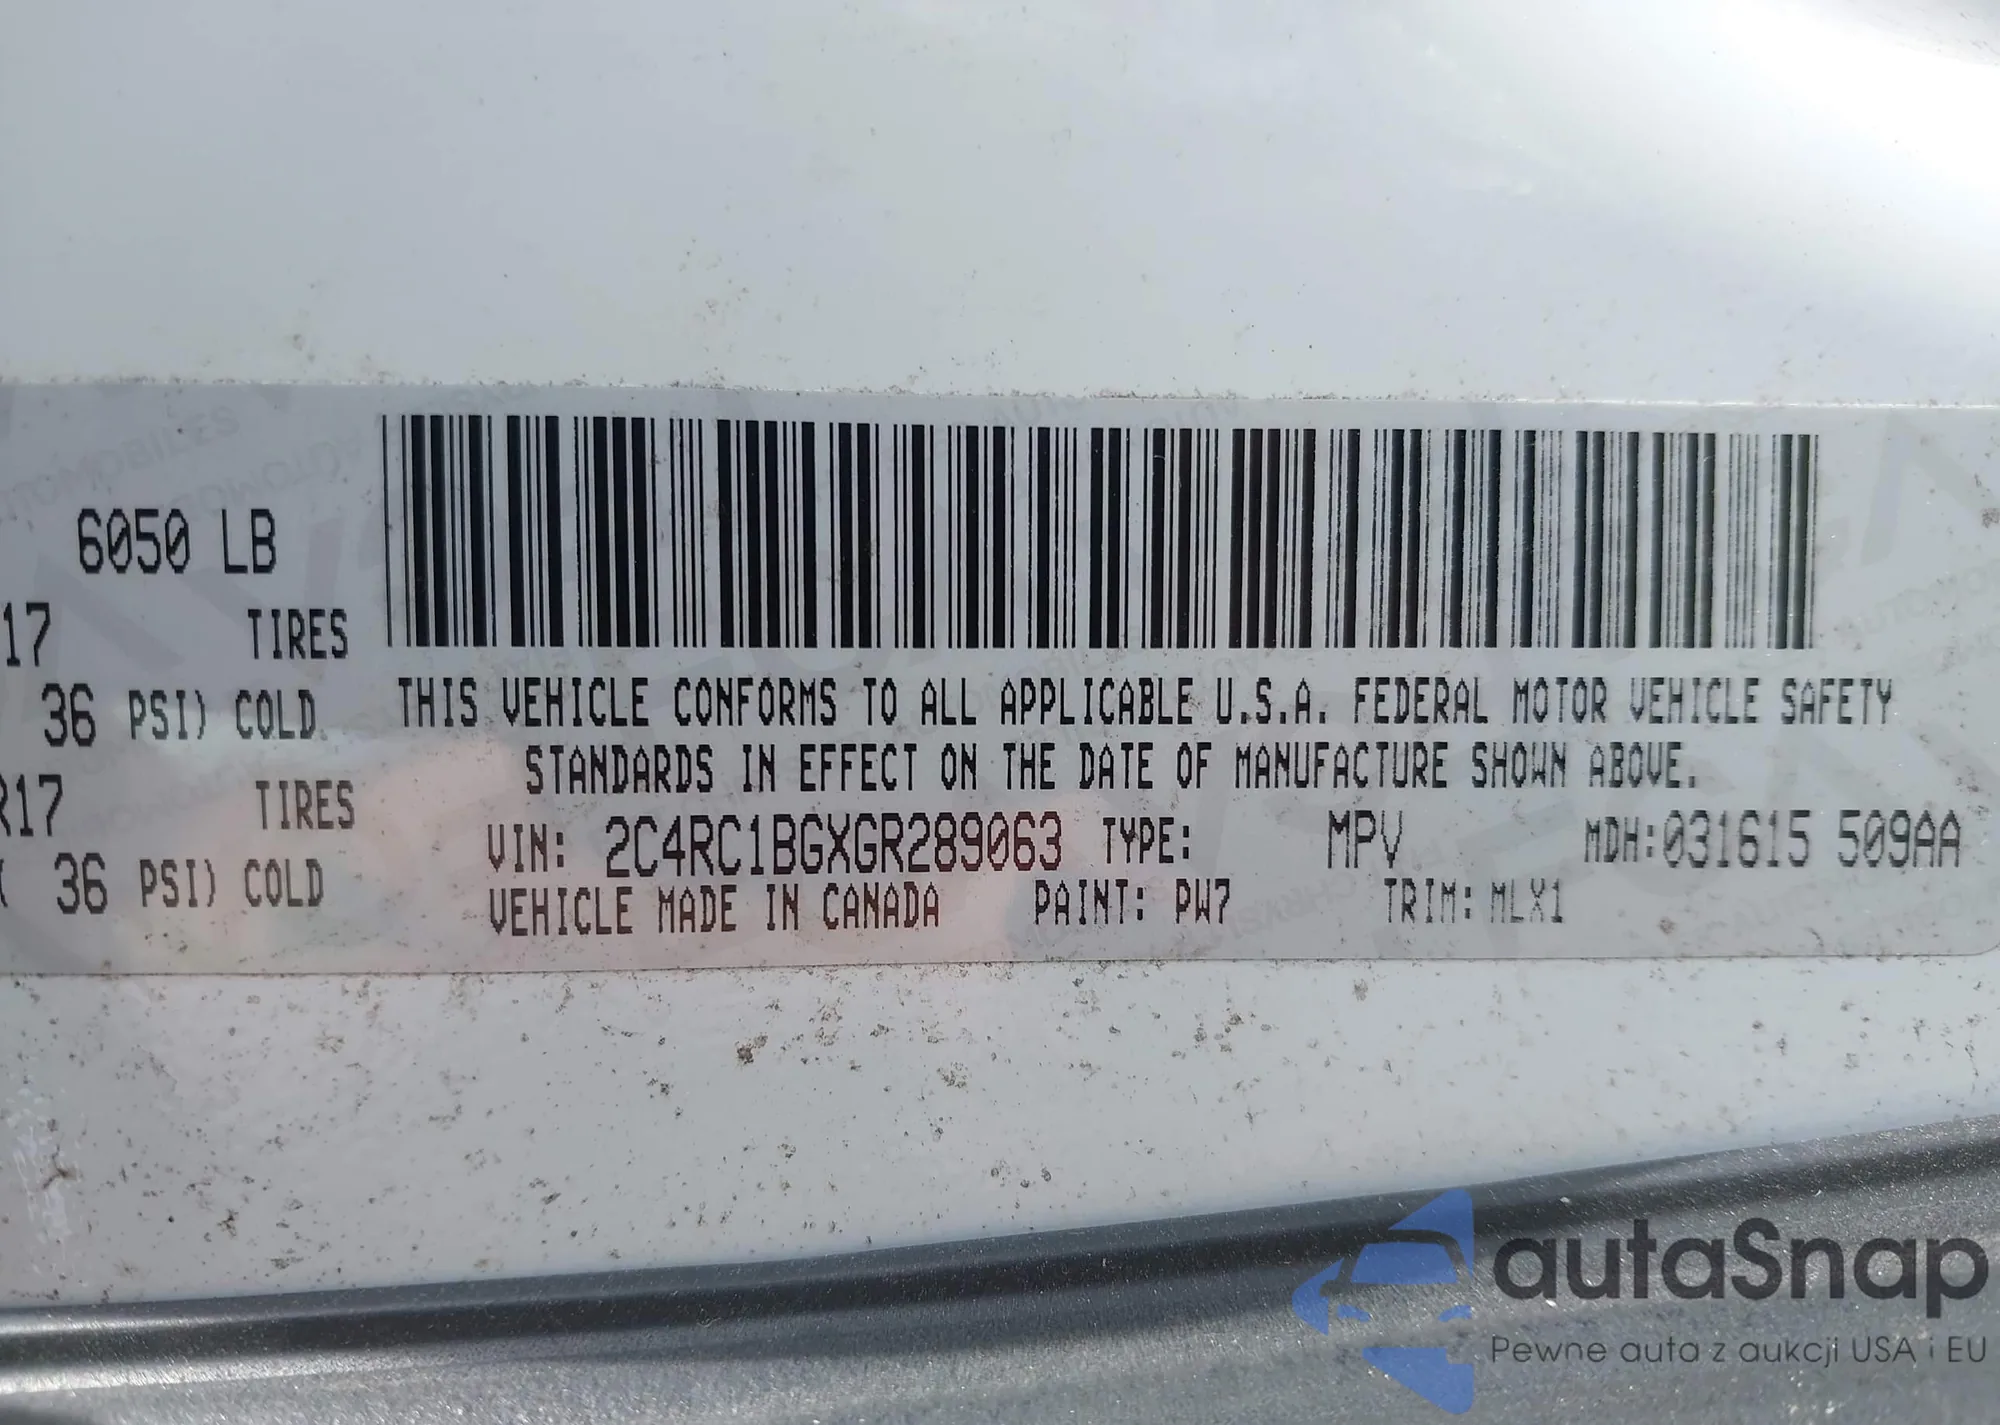 6050 LB
17 TIRES
36 PSI) COLD
R17 TIRES
( 36 PSI) COLD
THIS VEHICLE CONFORMS TO ALL APPLICABLE U.S.A. FEDERAL MOTOR VEHICLE SAFETY
STANDARDS IN EFFECT ON THE DATE OF MANUFACTURE SHOWN ABOVE.
VIN: 2C4RC1BGXGR289063 TYPE: MPV MDH:031615 509AA
VEHICLE MADE IN CANADA PAINT: PW7 TRIM: MLX1
autaSnap
Pewne auta z aukcji USA i EU